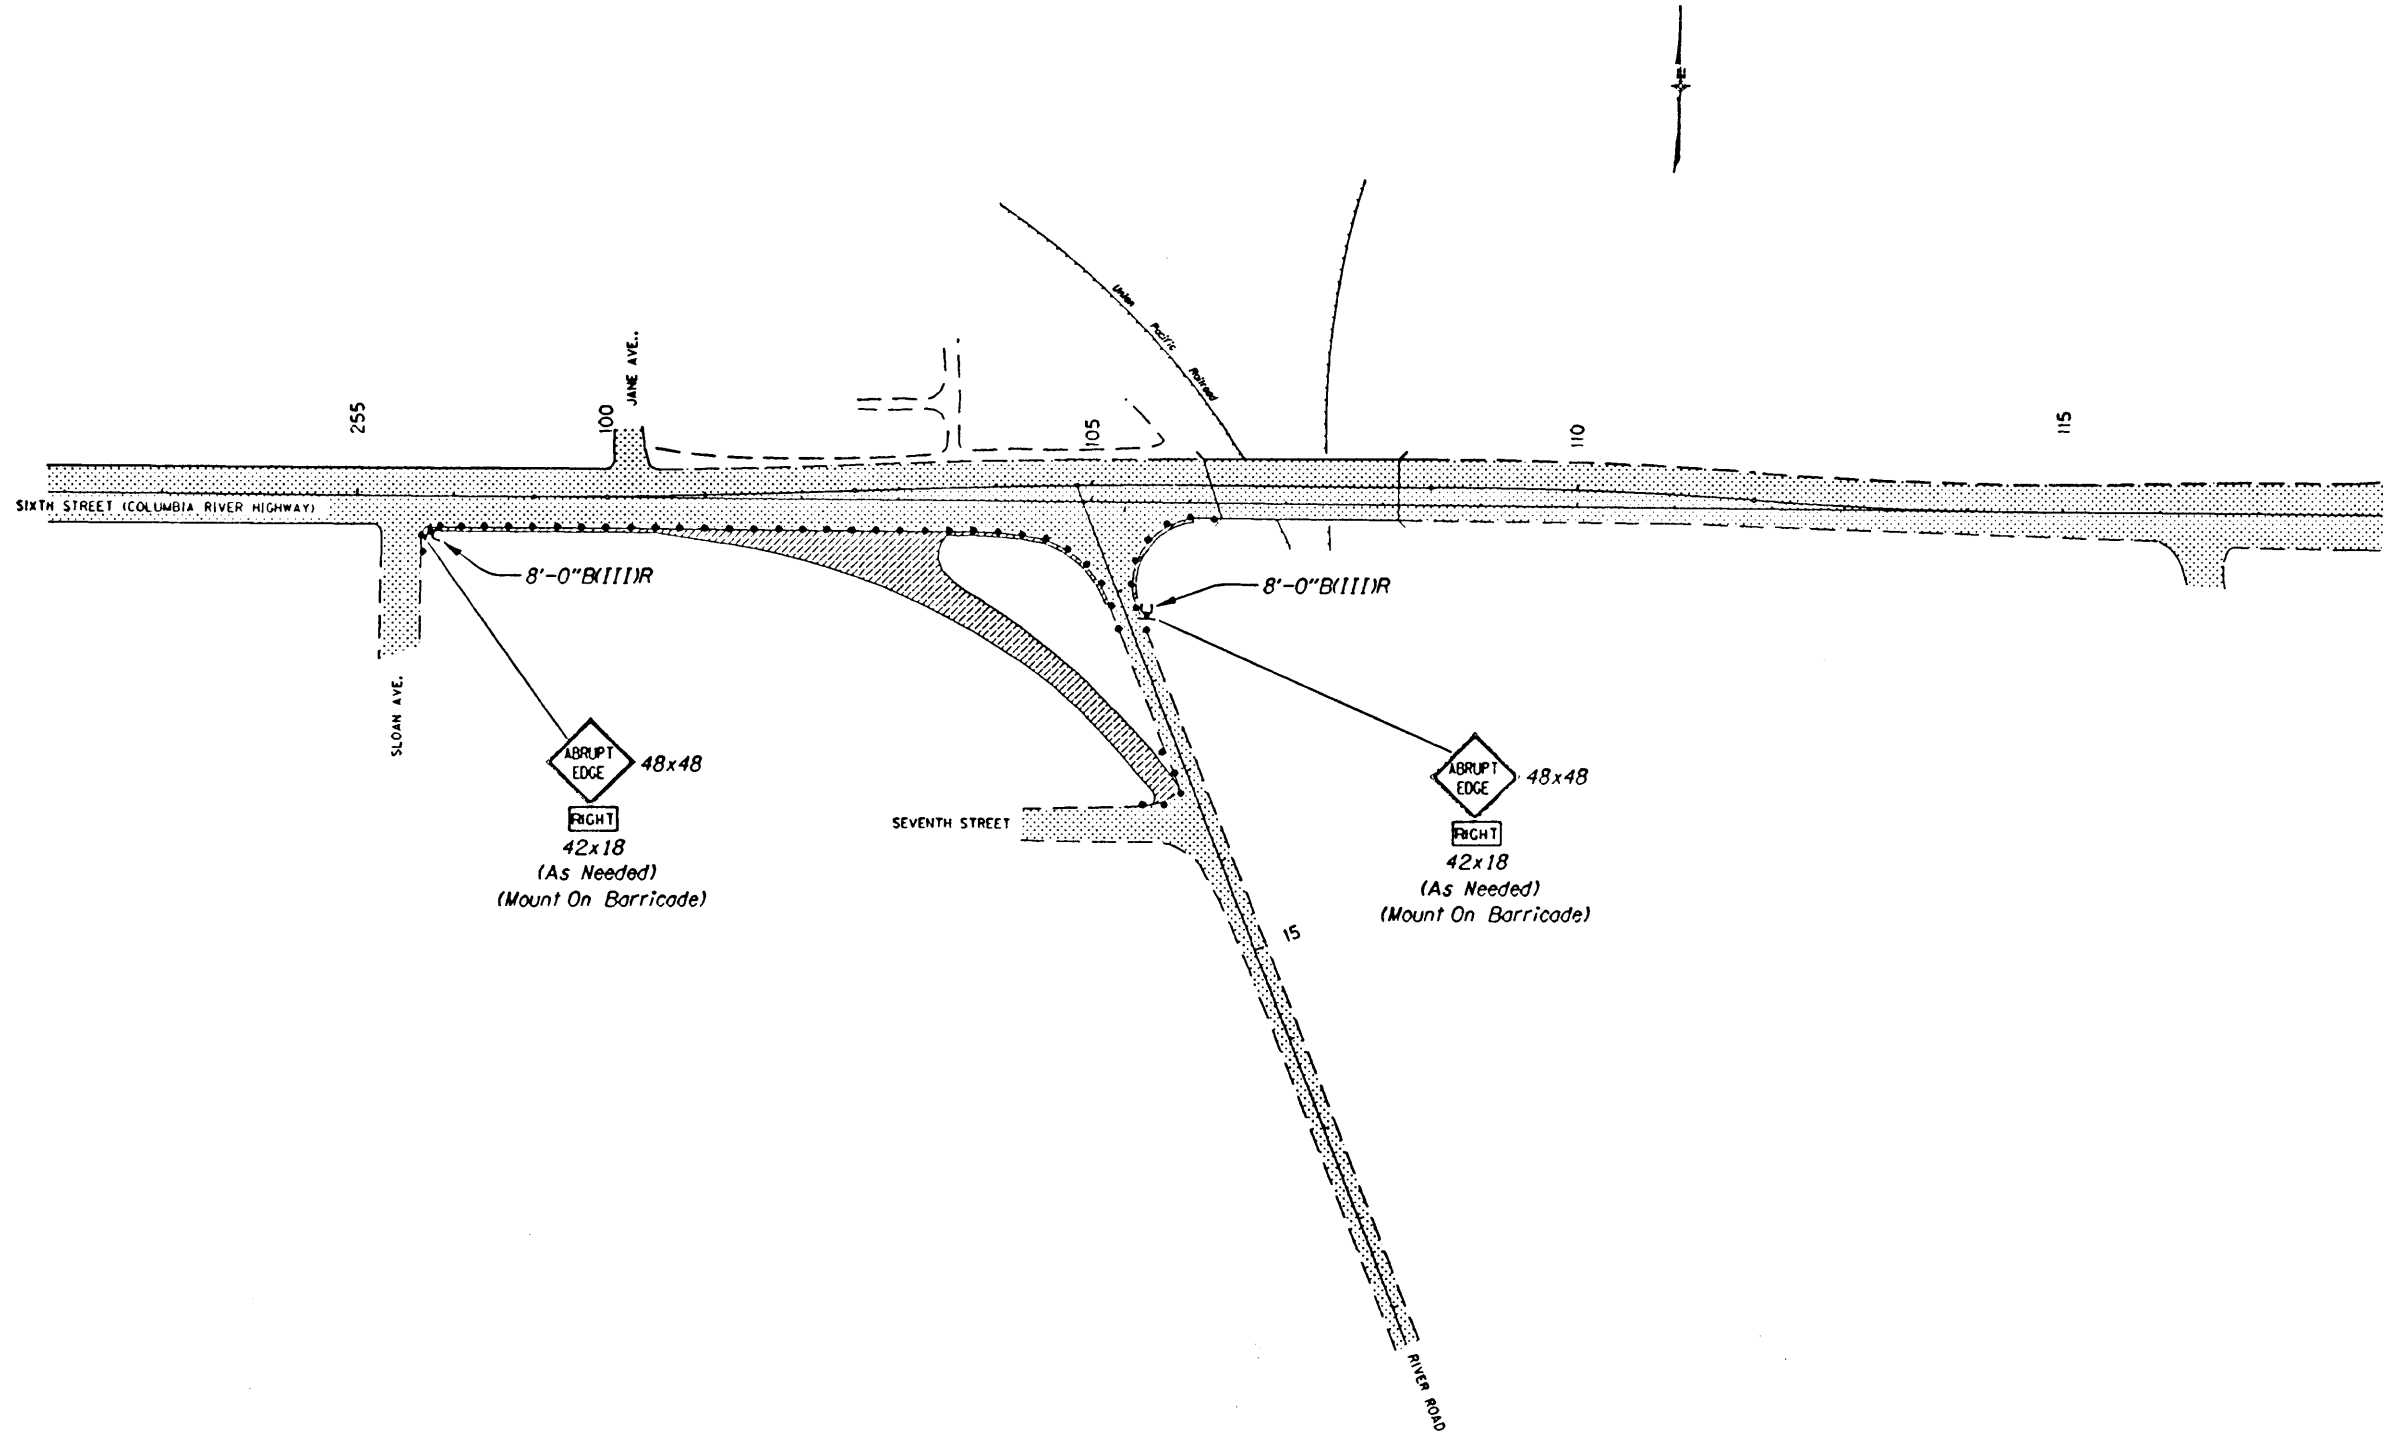 Union
Pacific
Railroad
JANE AVE..
255
100
105
110
115
SIXTH STREET (COLUMBIA RIVER HIGHWAY)
8'-0"B(III)R
8'-0"B(III)R
SLOAN AVE.
ABRUPT
EDGE
48x48
RIGHT
42x18
(As Needed)
(Mount On Barricade)
ABRUPT
EDGE
48x48
RIGHT
42x18
(As Needed)
(Mount On Barricade)
SEVENTH STREET
15
RIVER ROAD